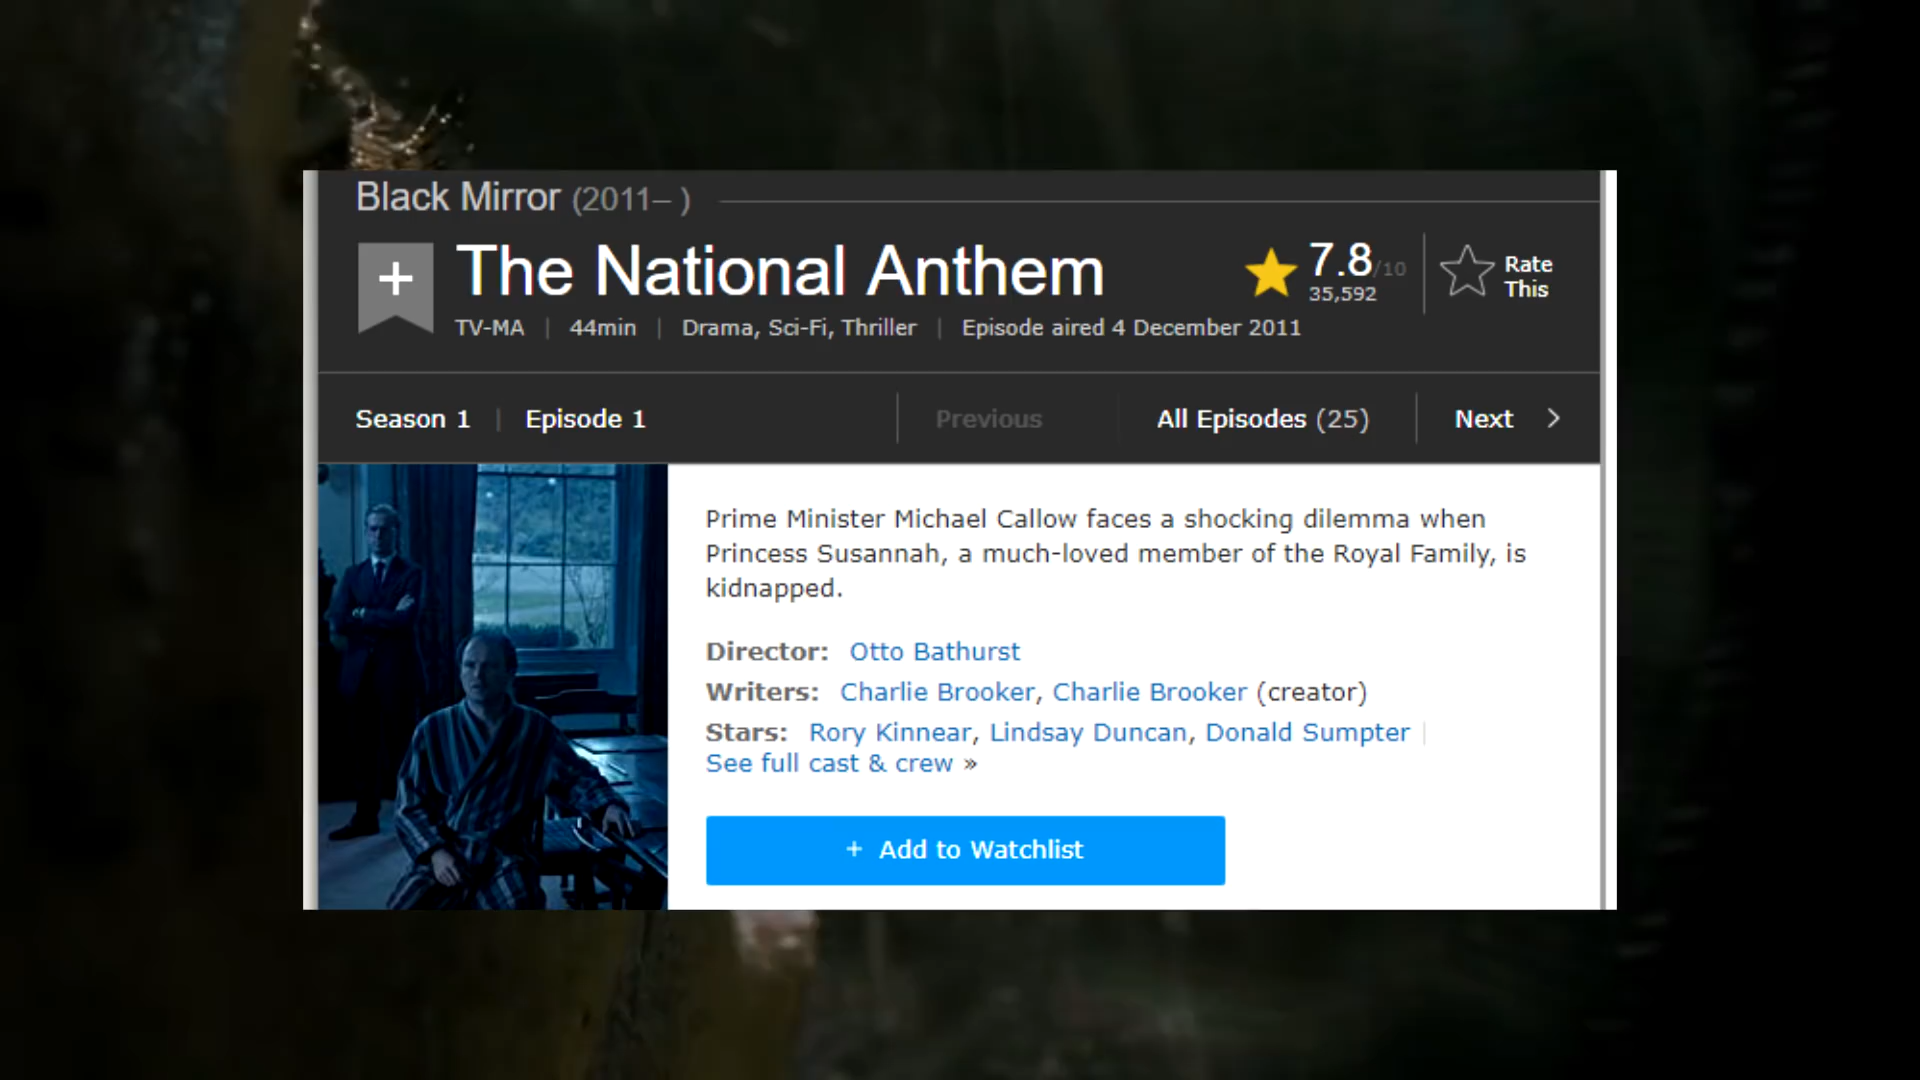 Black Mirror (2011– )
+ The National Anthem
7.8/10
35,592
Rate This
TV-MA | 44min | Drama, Sci-Fi, Thriller | Episode aired 4 December 2011
Season 1 | Episode 1 Previous All Episodes (25) Next
Prime Minister Michael Callow faces a shocking dilemma when
Princess Susannah, a much-loved member of the Royal Family, is
kidnapped.
Director: Otto Bathurst
Writers: Charlie Brooker, Charlie Brooker (creator)
Stars: Rory Kinnear, Lindsay Duncan, Donald Sumpter |
See full cast & crew »
+ Add to Watchlist